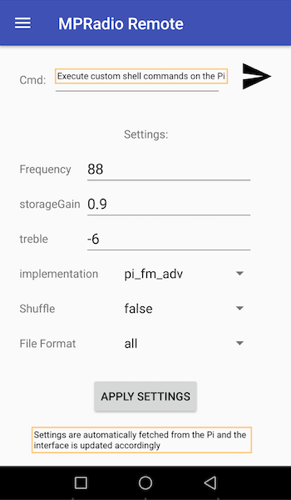 MPRadio Remote
Cmd: Execute custom shell commands on the Pi
Settings:
Frequency 88
storageGain 0.9
treble -6
implementation pi_fm_adv
Shuffle false
File Format all
APPLY SETTINGS
Settings are automatically fetched from the Pi and the
interface is updated accordingly